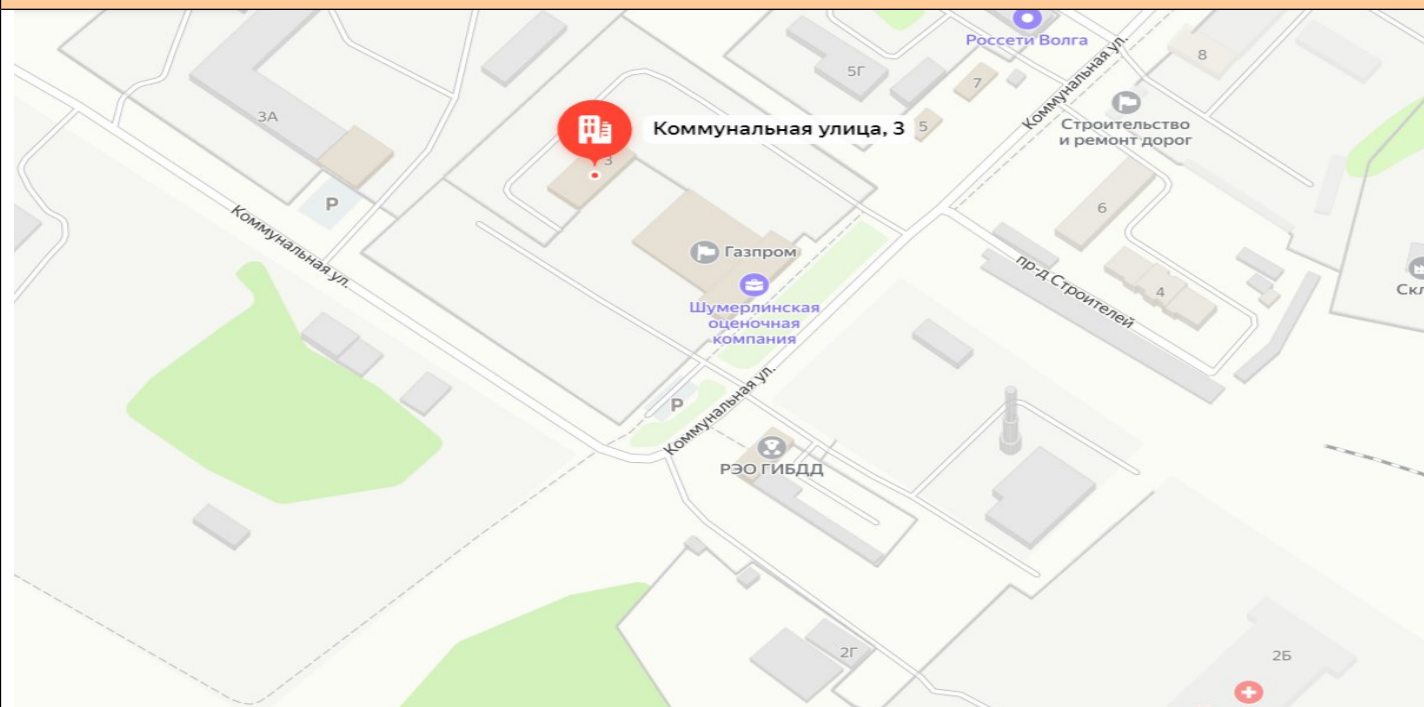 Россети Волга
Коммунальная ул.
8
5Г
7
Строительство
и ремонт дорог
3А
Коммунальная улица, 3
5
3
P
Коммунальная ул.
6
Газпром
пр-д Строителей
4
Скл
Шумерлинская
оценочная
компания
P
Коммунальная ул.
РЭО ГИБДД
2Г
2Б